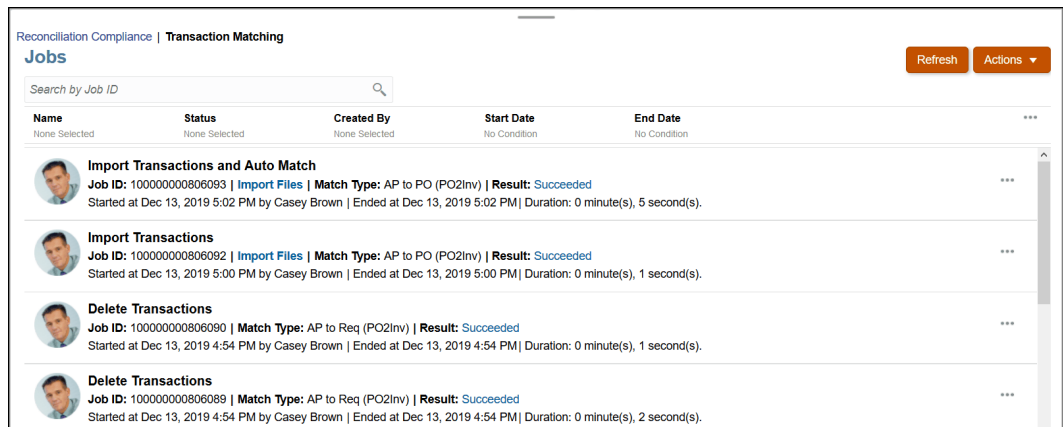 Reconciliation Compliance | Transaction Matching
Jobs
Refresh
Actions
Search by Job ID
Name Status Created By Start Date End Date
None Selected None Selected None Selected No Condition No Condition
Import Transactions and Auto Match
Job ID: 100000000806093 | Import Files | Match Type: AP to PO (PO2Inv) | Result: Succeeded
Started at Dec 13, 2019 5:02 PM by Casey Brown | Ended at Dec 13, 2019 5:02 PM| Duration: 0 minute(s), 5 second(s).
Import Transactions
Job ID: 100000000806092 | Import Files | Match Type: AP to PO (PO2Inv) | Result: Succeeded
Started at Dec 13, 2019 5:00 PM by Casey Brown | Ended at Dec 13, 2019 5:00 PM| Duration: 0 minute(s), 1 second(s).
Delete Transactions
Job ID: 100000000806090 | Match Type: AP to Req (PO2Inv) | Result: Succeeded
Started at Dec 13, 2019 4:54 PM by Casey Brown | Ended at Dec 13, 2019 4:54 PM| Duration: 0 minute(s), 1 second(s).
Delete Transactions
Job ID: 100000000806089 | Match Type: AP to Req (PO2Inv) | Result: Succeeded
Started at Dec 13, 2019 4:54 PM by Casey Brown | Ended at Dec 13, 2019 4:54 PM| Duration: 0 minute(s), 2 second(s).